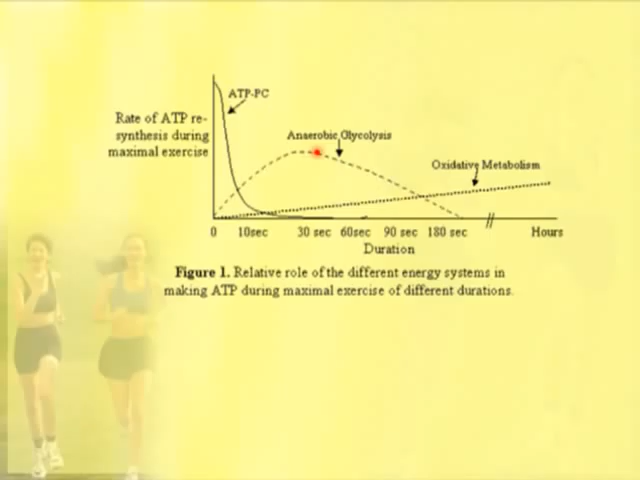 ATP-PC
Rate of ATP re-
synthesis during
maximal exercise
Anaerobic Glycolysis
Oxidative Metabolism
0 10sec 30 sec 60sec 90 sec 180 sec Hours
Duration
Figure 1. Relative role of the different energy systems in
making ATP during maximal exercise of different durations.